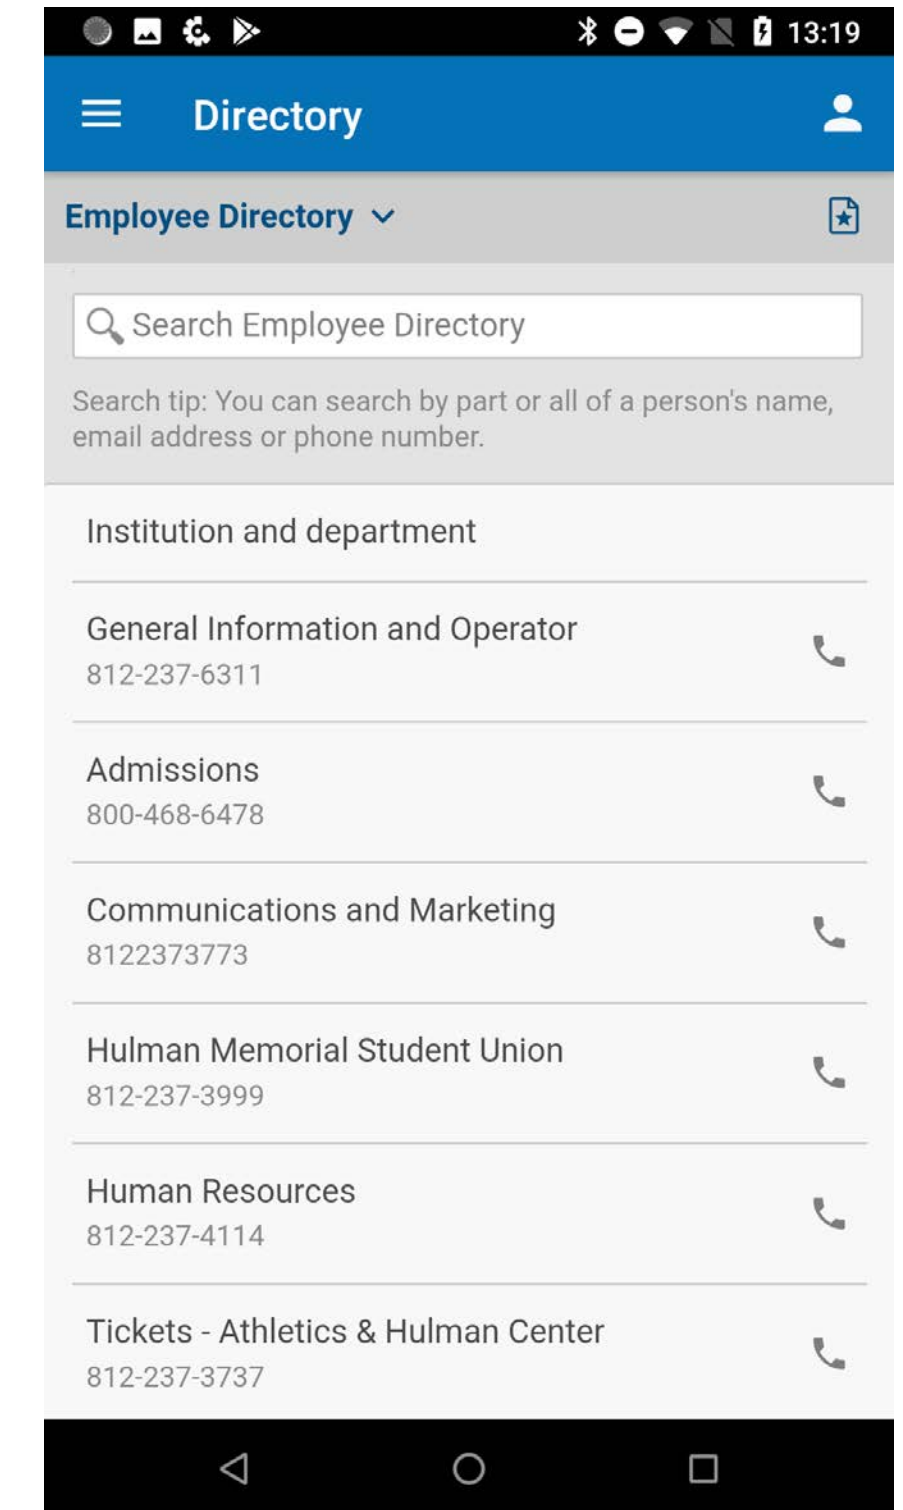 13:19
Directory
Employee Directory
Search Employee Directory
Search tip: You can search by part or all of a person's name,
email address or phone number.
Institution and department
General Information and Operator
812-237-6311
Admissions
800-468-6478
Communications and Marketing
8122373773
Hulman Memorial Student Union
812-237-3999
Human Resources
812-237-4114
Tickets - Athletics & Hulman Center
812-237-3737